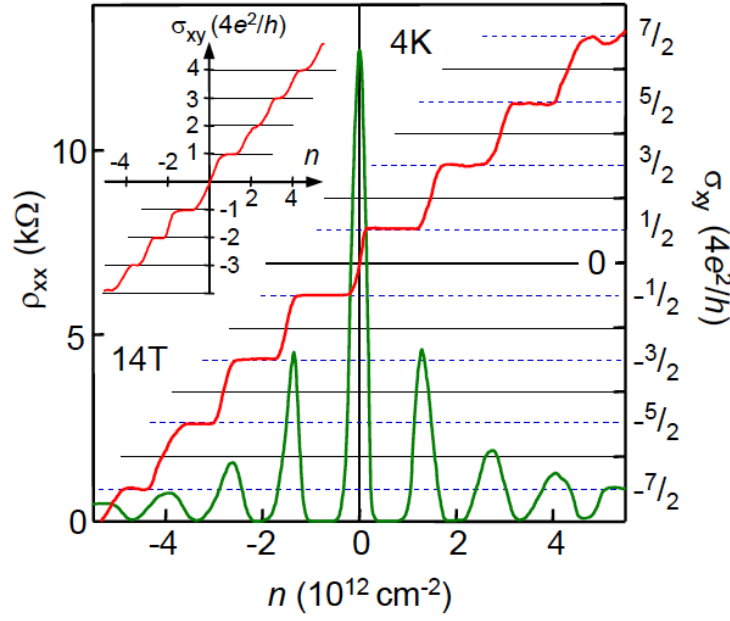 σxy (4e²/h)
4
3
2
1
-4 -2 2 4 n
-1
-2
-3
4K
14T
10
5
0
ρxx (kΩ)
-4 -2 0 2 4
n (10¹² cm⁻²)
7/2
5/2
3/2
1/2
0
-1/2
-3/2
-5/2
-7/2
σxy (4e²/h)